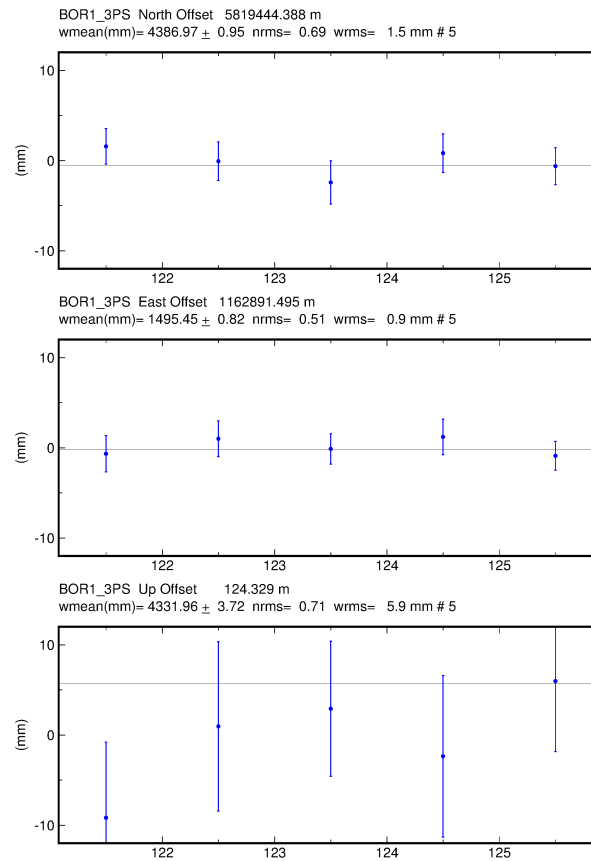 BOR1_3PS North Offset 5819444.388 m
wmean(mm)= 4386.97 ± 0.95 nrms= 0.69 wrms= 1.5 mm # 5
10
0
-10
(mm)
122 123 124 125
BOR1_3PS East Offset 1162891.495 m
wmean(mm)= 1495.45 ± 0.82 nrms= 0.51 wrms= 0.9 mm # 5
10
0
-10
(mm)
122 123 124 125
BOR1_3PS Up Offset 124.329 m
wmean(mm)= 4331.96 ± 3.72 nrms= 0.71 wrms= 5.9 mm # 5
10
0
-10
(mm)
122 123 124 125